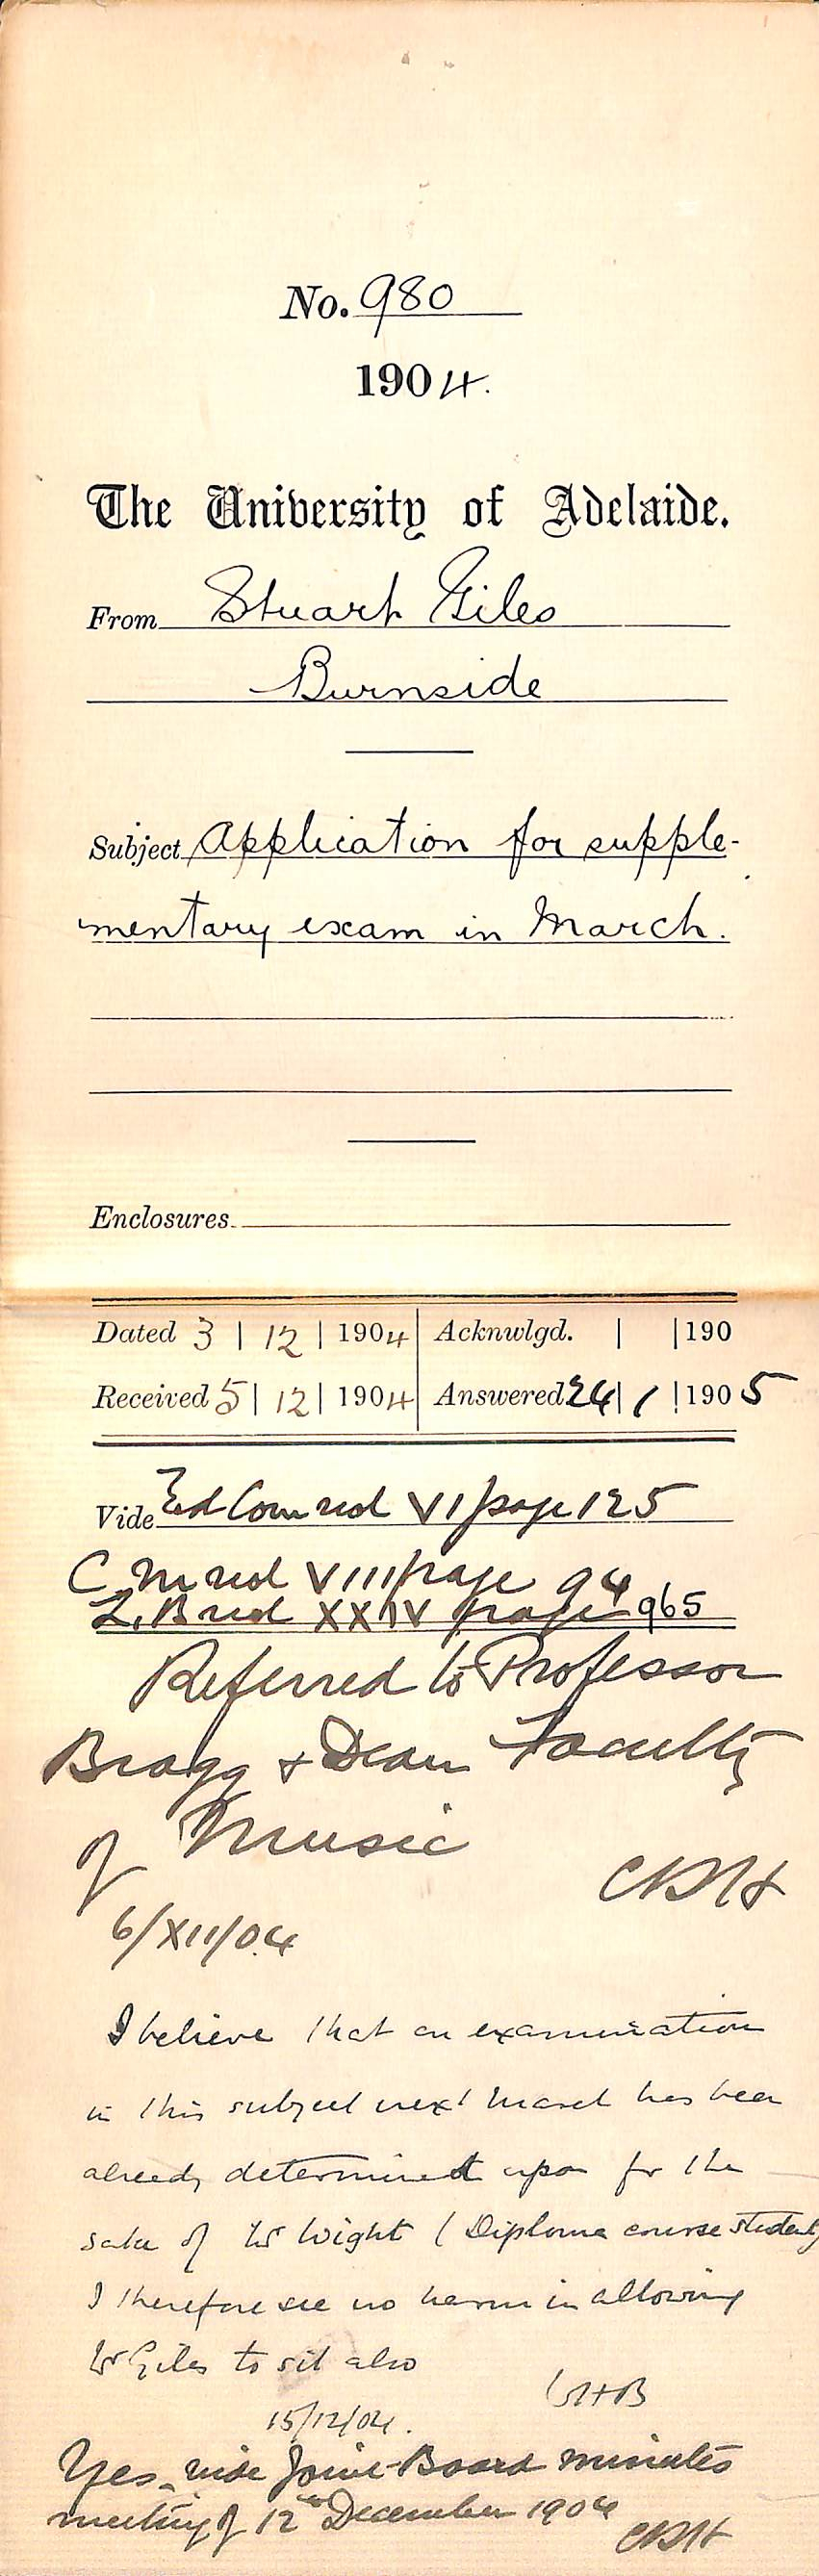 No. 980
1904.
The University of Adelaide.
From Stuart Giles
Burnside
Subject Application for supple-
mentary exam in March.
Enclosures
Dated 3 | 12 | 1904 | Acknwlgd. | | 190
Received 5 | 12 | 1904 | Answered 24 | 1 | 1905
Vide Ed Com vol VI page 125
C. M vol VIII page 94
L. B vol XXIV page 965
Referred to Professor
Bragg & Dean Faculty
of Music
CRH
6/XII/04
I believe that an examination
in this subject next March has been
already determined upon for the
sake of Mr Wight (Diploma course student)
I therefore see no harm in allowing
Mr Giles to sit also
WHB
15/12/04.
Yes, vide Joint Board minutes
meeting of 12th December 1904
CRH